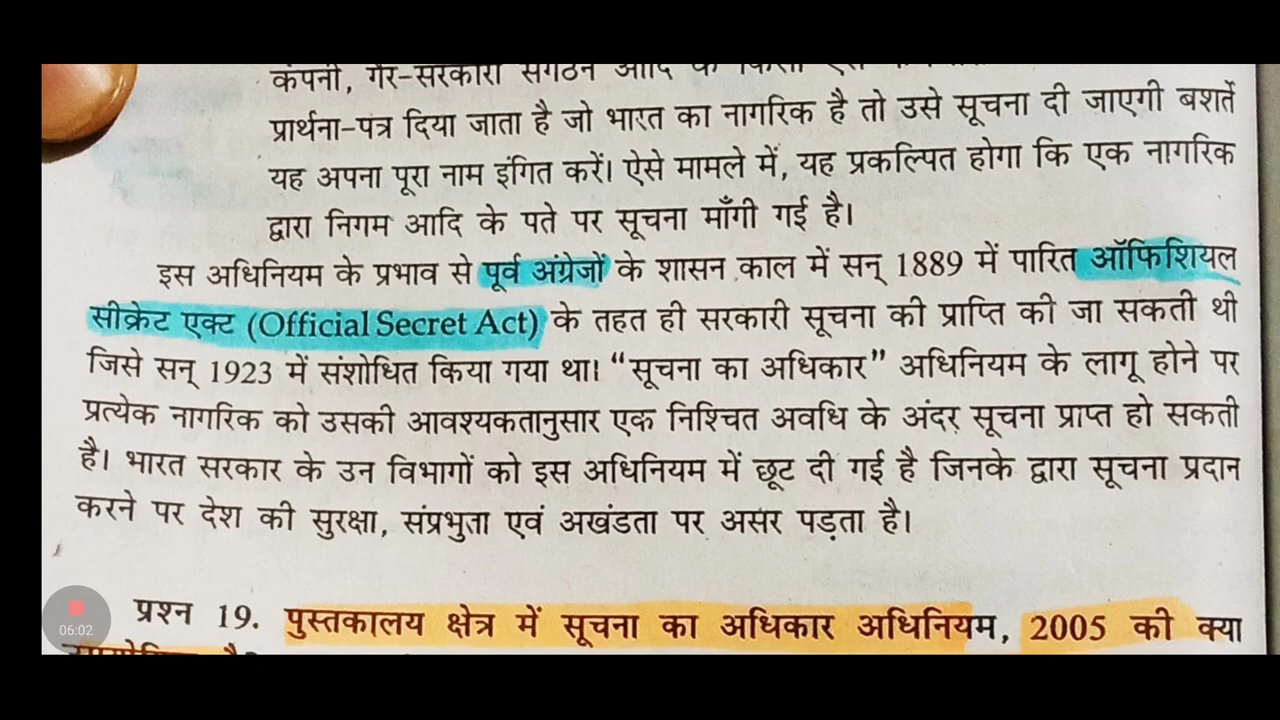 कंपनी, गैर-सरकारी संगठन आदि के किसी
प्रार्थना-पत्र दिया जाता है जो भारत का नागरिक है तो उसे सूचना दी जाएगी बशर्ते
यह अपना पूरा नाम इंगित करें। ऐसे मामले में, यह प्रकल्पित होगा कि एक नागरिक
द्वारा निगम आदि के पते पर सूचना माँगी गई है।
इस अधिनियम के प्रभाव से पूर्व अंग्रेजों के शासन काल में सन् 1889 में पारित ऑफिशियल
सीक्रेट एक्ट (Official Secret Act) के तहत ही सरकारी सूचना की प्राप्ति की जा सकती थी
जिसे सन् 1923 में संशोधित किया गया था। “सूचना का अधिकार” अधिनियम के लागू होने पर
प्रत्येक नागरिक को उसकी आवश्यकतानुसार एक निश्चित अवधि के अंदर सूचना प्राप्त हो सकती
है। भारत सरकार के उन विभागों को इस अधिनियम में छूट दी गई है जिनके द्वारा सूचना प्रदान
करने पर देश की सुरक्षा, संप्रभुता एवं अखंडता पर असर पड़ता है।
प्रश्न 19. पुस्तकालय क्षेत्र में सूचना का अधिकार अधिनियम, 2005 की क्या
06:02